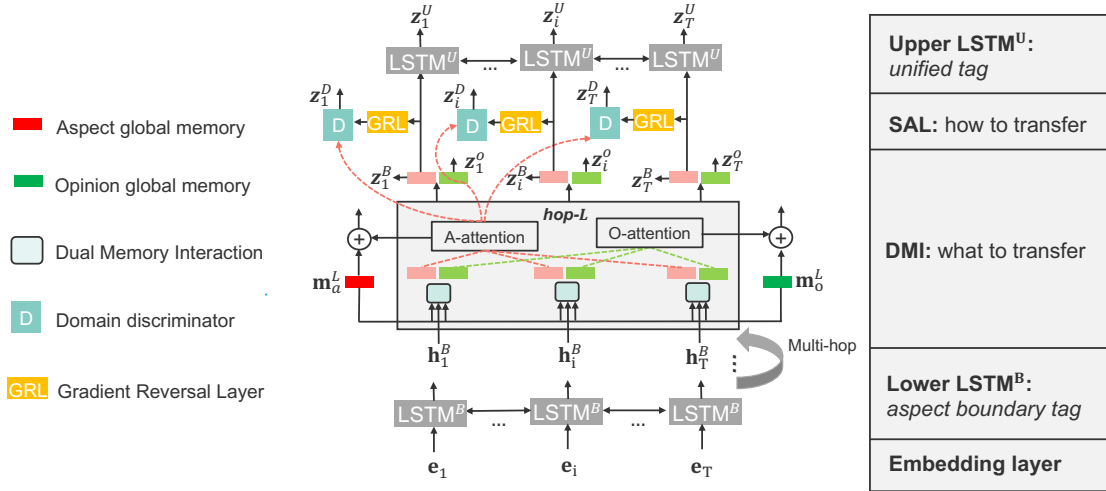 z_1^U z_i^U z_T^U
LSTM^U ... LSTM^U ... LSTM^U
z_1^D z_i^D z_T^D
D GRL D GRL D GRL
z_1^B z_1^o z_i^B z_i^o z_T^B z_T^o
hop-L
A-attention O-attention
m_a^L m_o^L
h_1^B h_i^B h_T^B
Multi-hop
...
LSTM^B ... LSTM^B ... LSTM^B
e_1 e_i e_T
Aspect global memory
Opinion global memory
Dual Memory Interaction
D Domain discriminator
GRL Gradient Reversal Layer
Upper LSTM^U:
unified tag
SAL: how to transfer
DMI: what to transfer
Lower LSTM^B:
aspect boundary tag
Embedding layer